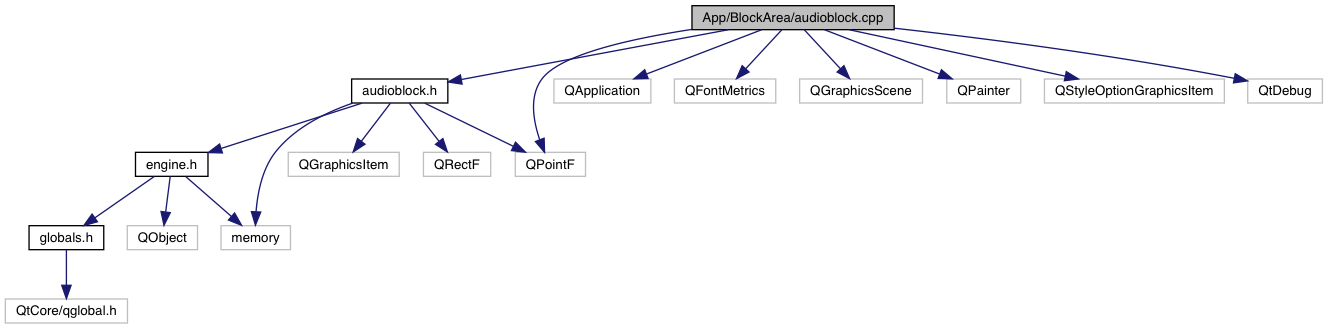 App/BlockArea/audioblock.cpp
audioblock.h
QApplication
QFontMetrics
QGraphicsScene
QPainter
QStyleOptionGraphicsItem
QtDebug
engine.h
QGraphicsItem
QRectF
QPointF
globals.h
QObject
memory
QtCore/qglobal.h